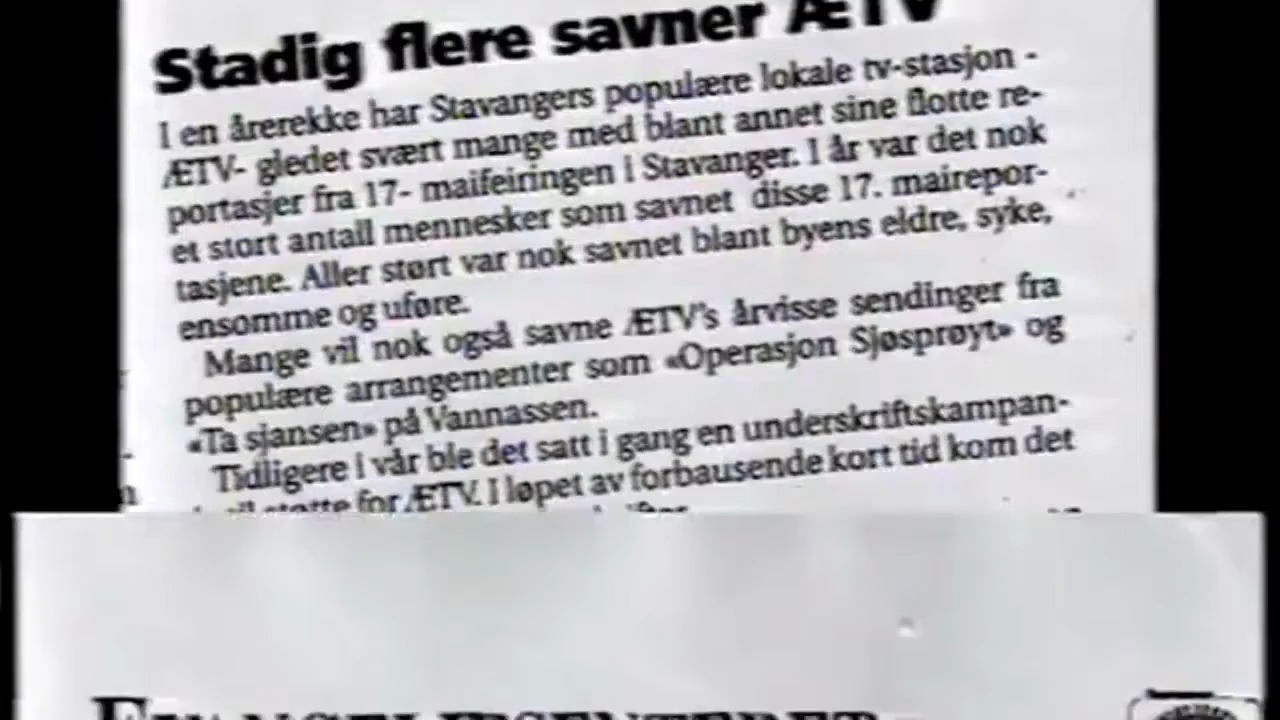 Stadig flere savner ÆTV
I en årerekke har Stavangers populære lokale tv-stasjon -
ÆTV- gledet svært mange med blant annet sine flotte re-
portasjer fra 17- maifeiringen i Stavanger. I år var det nok
et stort antall mennesker som savnet disse 17. mairepor-
tasjene. Aller størt var nok savnet blant byens eldre, syke,
ensomme og uføre.
Mange vil nok også savne ÆTV's årvisse sendinger fra
populære arrangementer som «Operasjon Sjøsprøyt» og
«Ta sjansen» på Vannassen.
Tidligere i vår ble det satt i gang en underskriftskampan-
støtte for ÆTV. I løpet av forbausende kort tid kom det